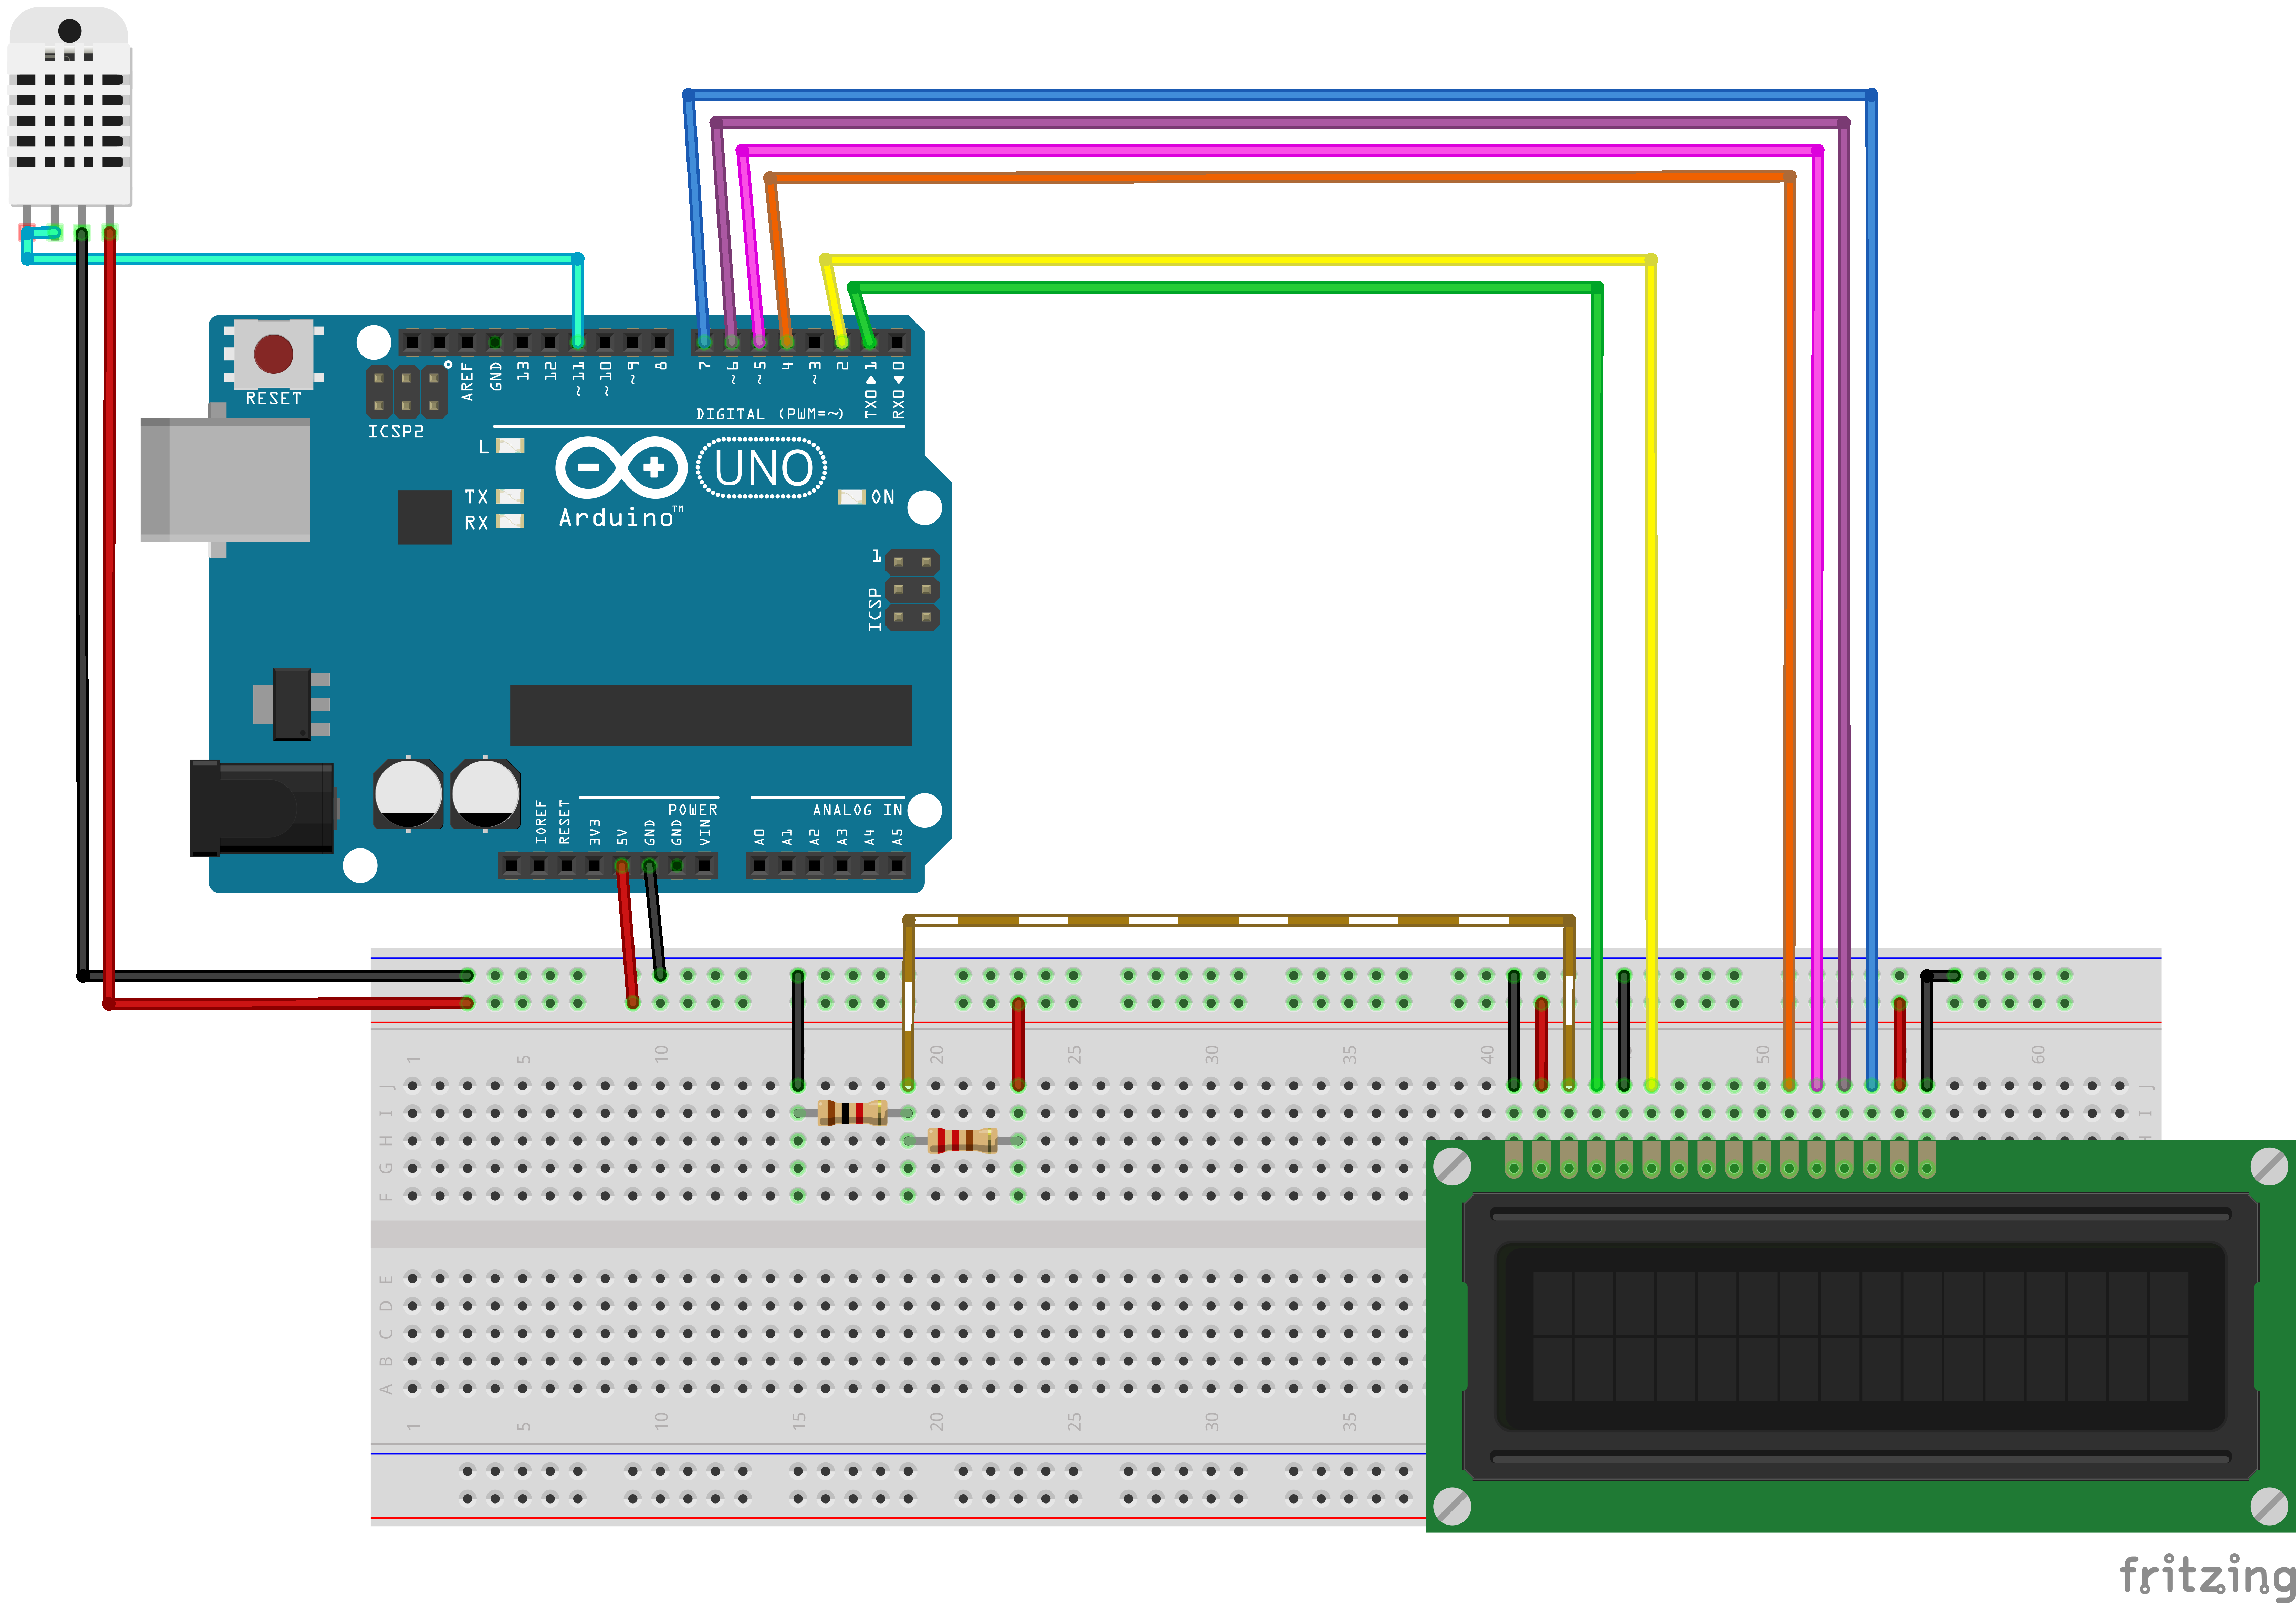 RESET
ICSP2
AREF
GND
13
12
~11
~10
~9
8
7
~6
~5
4
~3
2
TX0▶1
RX0◀0
DIGITAL (PWM=~)
L
TX
RX
UNO
ON
Arduino™
1
ICSP
IOREF
RESET
3V3
5V
GND
GND
VIN
POWER
A0
A1
A2
A3
A4
A5
ANALOG IN
1 5 10 20 25 30 35 40 50 60
J J
I I
H H
G
F
E
D
C
B
A
1 5 10 15 20 25 30 35
fritzing